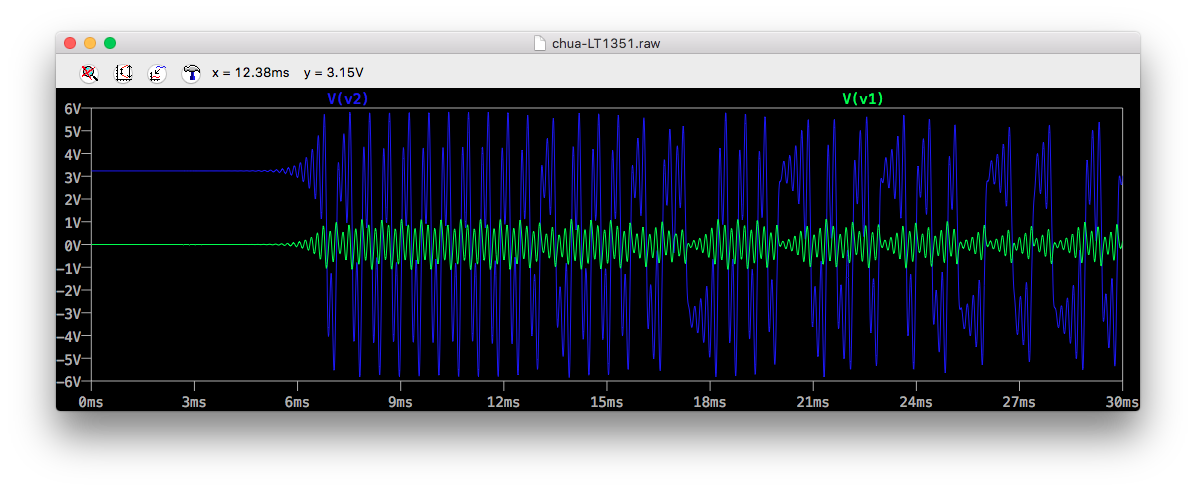 chua-LT1351.raw
x = 12.38ms y = 3.15V
V(v2) V(v1)
6V
5V
4V
3V
2V
1V
0V
-1V
-2V
-3V
-4V
-5V
-6V
0ms 3ms 6ms 9ms 12ms 15ms 18ms 21ms 24ms 27ms 30ms